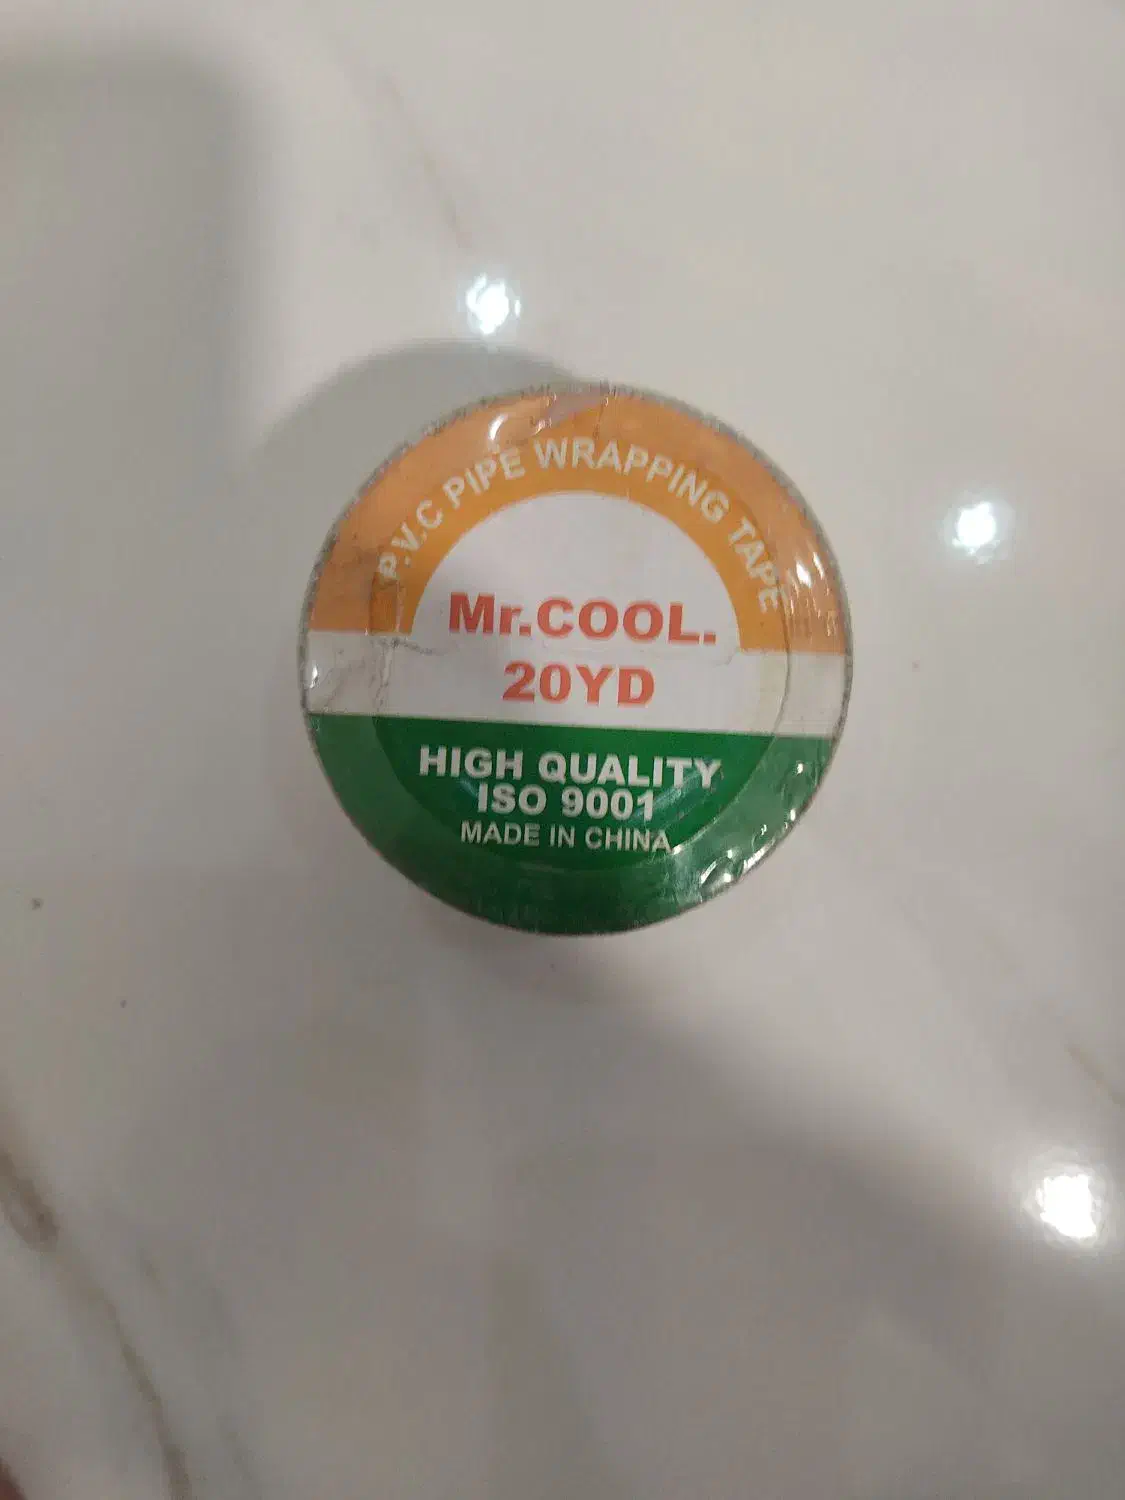 P.V.C PIPE WRAPPING TAPE
Mr.COOL.
20YD
HIGH QUALITY
ISO 9001
MADE IN CHINA